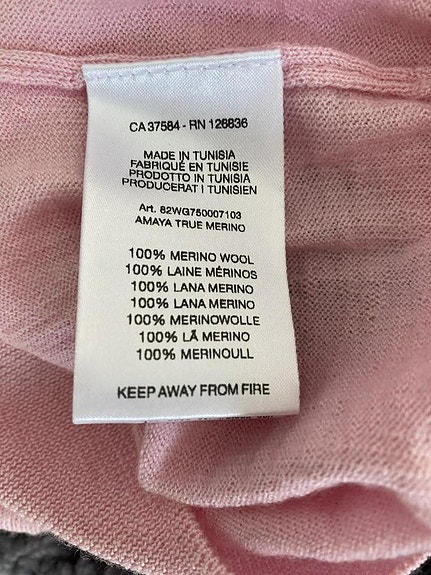 CA 37584 - RN 126836
MADE IN TUNISIA
FABRIQUÉ EN TUNISIE
PRODOTTO IN TUNISIA
PRODUCERAT I TUNISIEN
Art. 82WG750007103
AMAYA TRUE MERINO
100% MERINO WOOL
100% LAINE MÉRINOS
100% LANA MERINO
100% LANA MERINO
100% MERINOWOLLE
100% LÃ MERINO
100% MERINOULL
KEEP AWAY FROM FIRE